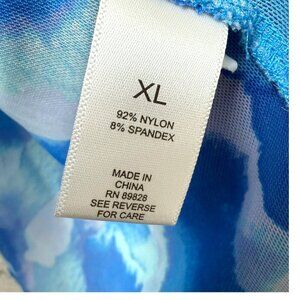 XL
92% NYLON
8% SPANDEX
MADE IN
CHINA
RN 89828
SEE REVERSE
FOR CARE